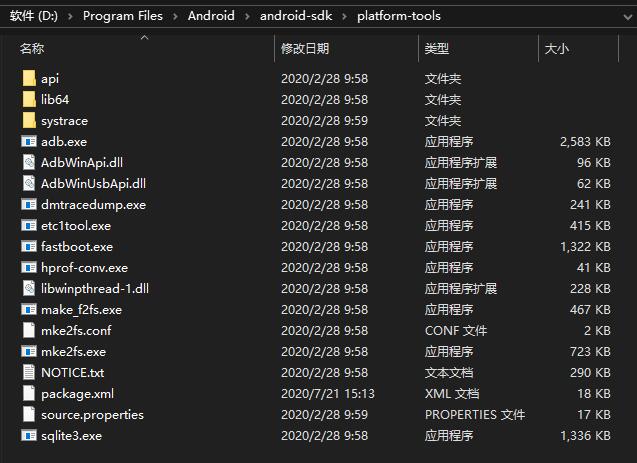 软件 (D:) > Program Files > Android > android-sdk > platform-tools
名称 修改日期 类型 大小
api 2020/2/28 9:58 文件夹
lib64 2020/2/28 9:58 文件夹
systrace 2020/2/28 9:59 文件夹
adb.exe 2020/2/28 9:58 应用程序 2,583 KB
AdbWinApi.dll 2020/2/28 9:58 应用程序扩展 96 KB
AdbWinUsbApi.dll 2020/2/28 9:58 应用程序扩展 62 KB
dmtracedump.exe 2020/2/28 9:58 应用程序 241 KB
etc1tool.exe 2020/2/28 9:58 应用程序 415 KB
fastboot.exe 2020/2/28 9:58 应用程序 1,322 KB
hprof-conv.exe 2020/2/28 9:58 应用程序 41 KB
libwinpthread-1.dll 2020/2/28 9:58 应用程序扩展 228 KB
make_f2fs.exe 2020/2/28 9:58 应用程序 467 KB
mke2fs.conf 2020/2/28 9:58 CONF 文件 2 KB
mke2fs.exe 2020/2/28 9:58 应用程序 723 KB
NOTICE.txt 2020/2/28 9:58 文本文档 290 KB
package.xml 2020/7/21 15:13 XML 文档 18 KB
source.properties 2020/2/28 9:59 PROPERTIES 文件 17 KB
sqlite3.exe 2020/2/28 9:58 应用程序 1,336 KB